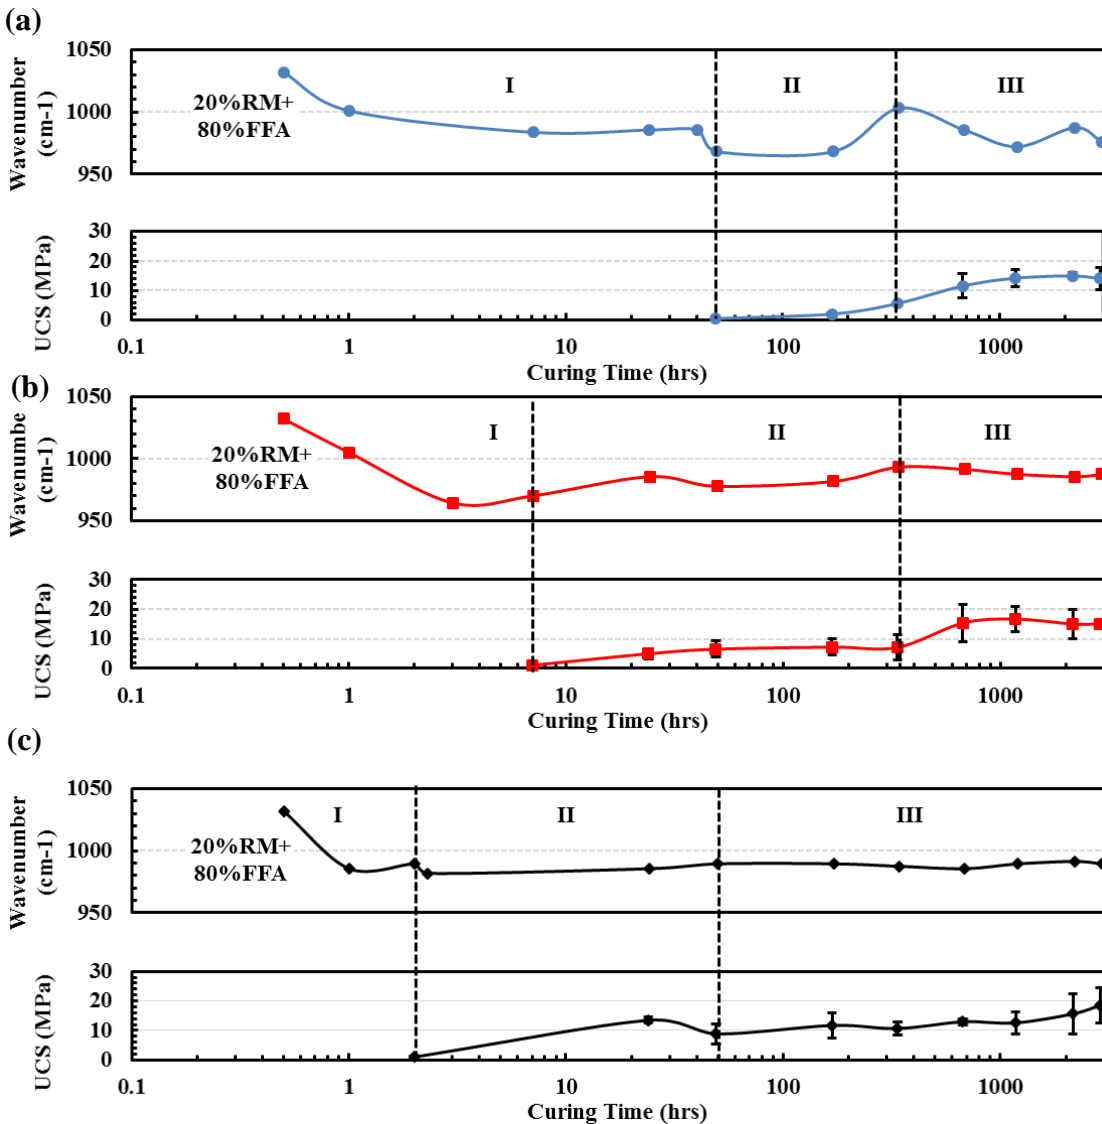 (a)
1050
1000
950
Wavenumber
(cm-1)
20%RM+
80%FFA
I
II
III
30
20
10
0
UCS (MPa)
0.1
1
10
100
1000
Curing Time (hrs)
(b)
1050
1000
950
Wavenumbe
(cm-1)
20%RM+
80%FFA
I
II
III
30
20
10
0
UCS (MPa)
0.1
1
10
100
1000
Curing Time (hrs)
(c)
1050
1000
950
Wavenumber
(cm-1)
20%RM+
80%FFA
I
II
III
30
20
10
0
UCS (MPa)
0.1
1
10
100
1000
Curing Time (hrs)